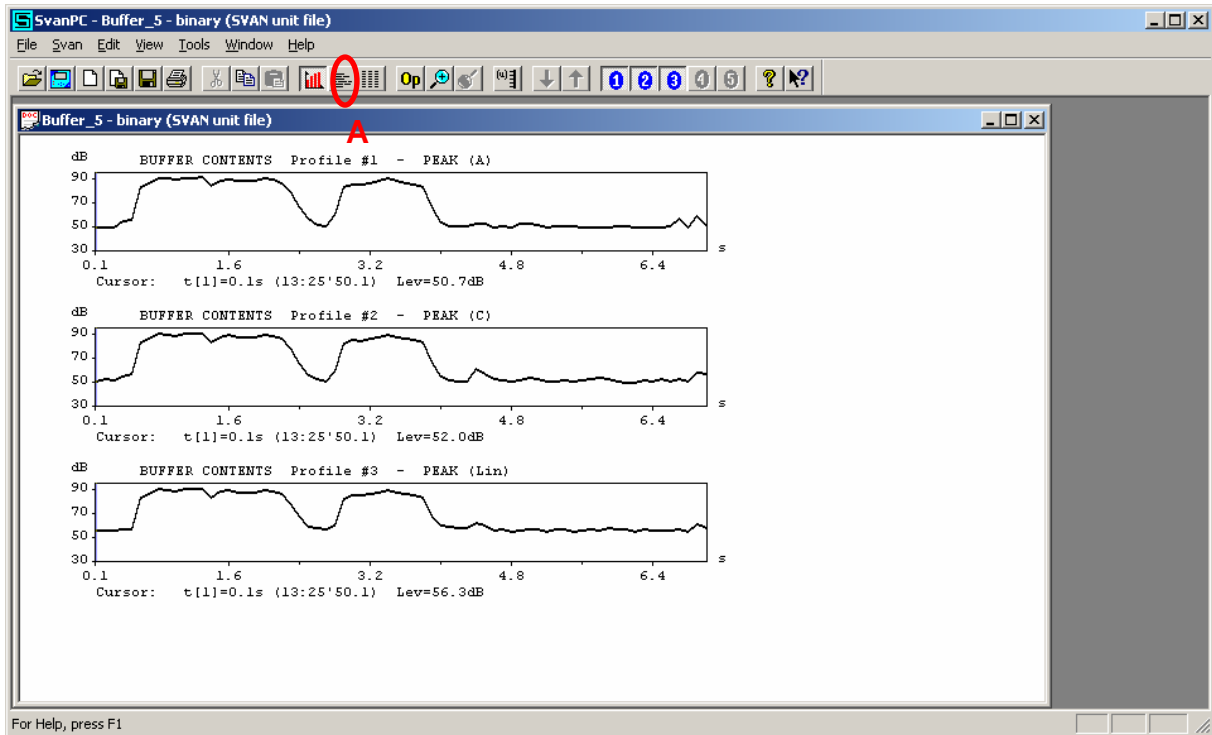 SvanPC - Buffer_5 - binary (SVAN unit file)
File Svan Edit View Tools Window Help
Op 1 2 3 4 5 ? ?
A
DOC Buffer_5 - binary (SVAN unit file)
dB BUFFER CONTENTS Profile #1 - PEAK (A)
90
70
50
30 s
0.1 1.6 3.2 4.8 6.4
Cursor: t[1]=0.1s (13:25'50.1) Lev=50.7dB
dB BUFFER CONTENTS Profile #2 - PEAK (C)
90
70
50
30 s
0.1 1.6 3.2 4.8 6.4
Cursor: t[1]=0.1s (13:25'50.1) Lev=52.0dB
dB BUFFER CONTENTS Profile #3 - PEAK (Lin)
90
70
50
30 s
0.1 1.6 3.2 4.8 6.4
Cursor: t[1]=0.1s (13:25'50.1) Lev=56.3dB
For Help, press F1